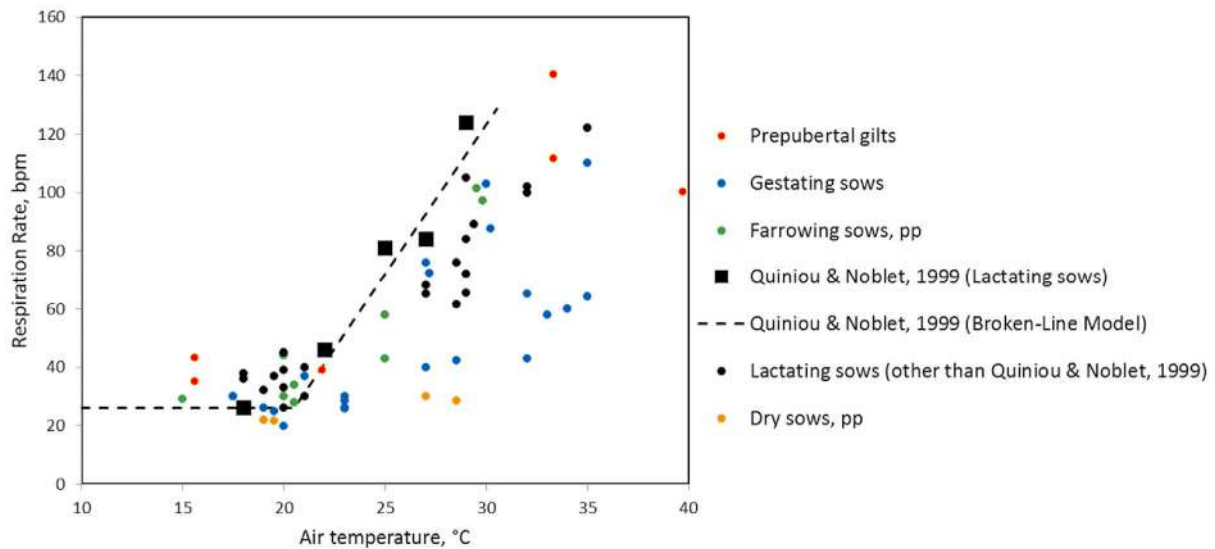 160
140
120
100
80
60
40
20
0
Respiration Rate, bpm
10 15 20 25 30 35 40
Air temperature, °C
Prepubertal gilts
Gestating sows
Farrowing sows, pp
Quiniou & Noblet, 1999 (Lactating sows)
Quiniou & Noblet, 1999 (Broken-Line Model)
Lactating sows (other than Quiniou & Noblet, 1999)
Dry sows, pp